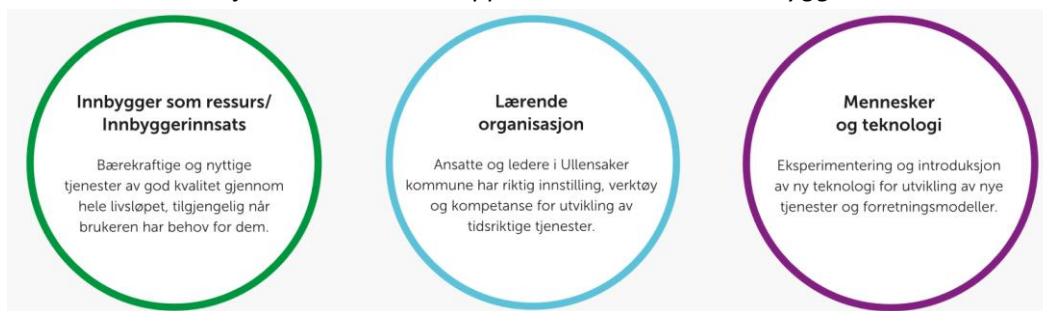 Innbygger som ressurs/
Innbyggerinnsats
Bærekraftige og nyttige
tjenester av god kvalitet gjennom
hele livsløpet, tilgjengelig når
brukeren har behov for dem.
Lærende
organisasjon
Ansatte og ledere i Ullensaker
kommune har riktig innstilling, verktøy
og kompetanse for utvikling av
tidsriktige tjenester.
Mennesker
og teknologi
Eksperimentering og introduksjon
av ny teknologi for utvikling av nye
tjenester og forretningsmodeller.